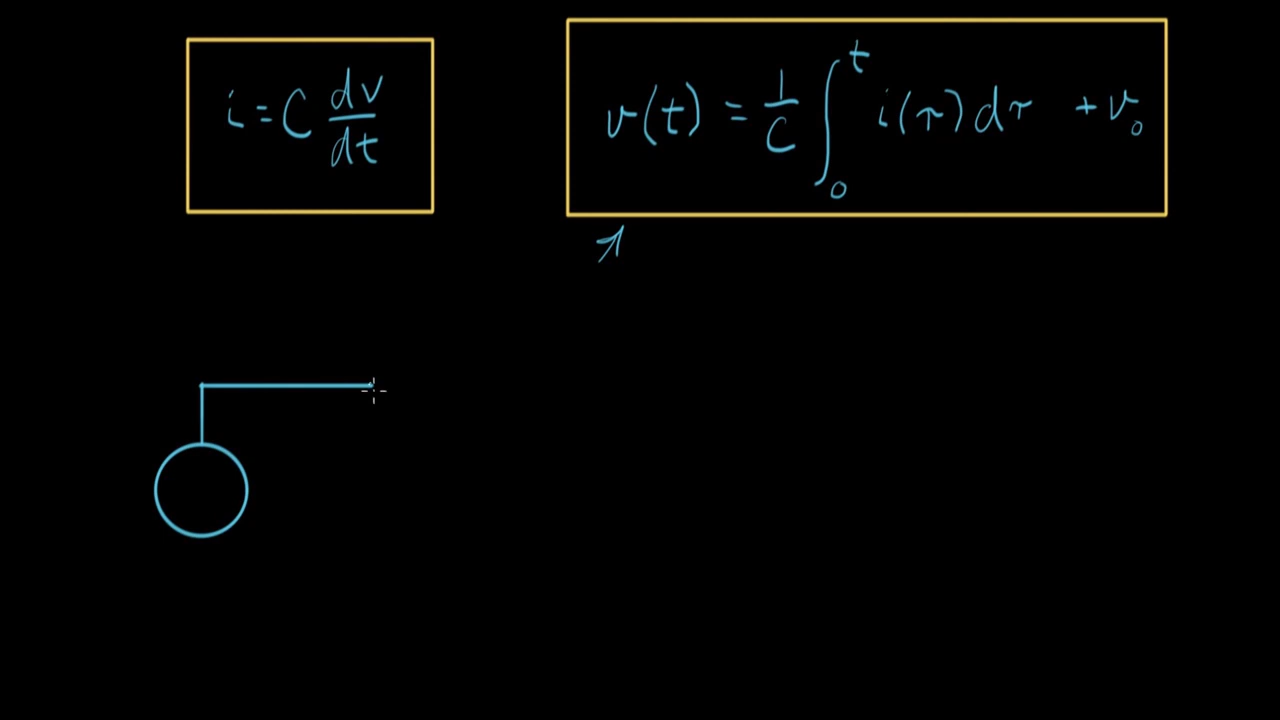 i = C dv/dt
v(t) = 1/C ∫₀ᵗ i(τ) dτ + v₀